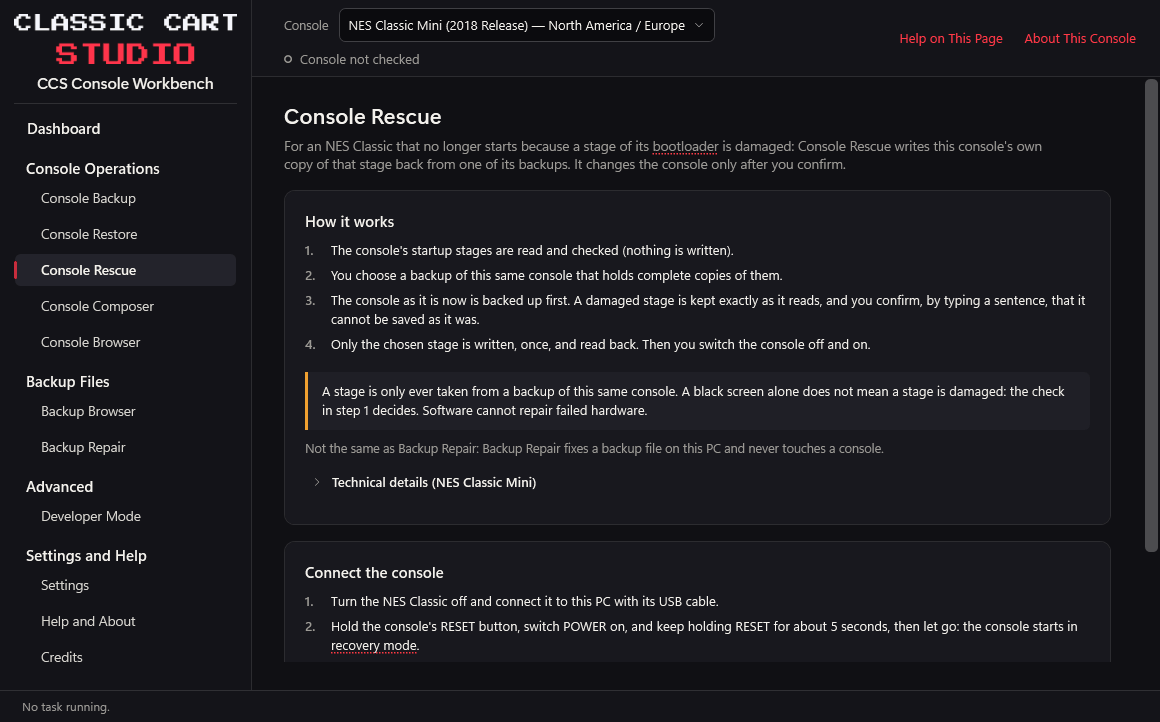 CLASSIC CART
STUDIO
CCS Console Workbench
Dashboard
Console Operations
Console Backup
Console Restore
Console Rescue
Console Composer
Console Browser
Backup Files
Backup Browser
Backup Repair
Advanced
Developer Mode
Settings and Help
Settings
Help and About
Credits
Console
NES Classic Mini (2018 Release) — North America / Europe
Console not checked
Help on This Page
About This Console
Console Rescue
For an NES Classic that no longer starts because a stage of its bootloader is damaged: Console Rescue writes this console's own
copy of that stage back from one of its backups. It changes the console only after you confirm.
How it works
1. The console's startup stages are read and checked (nothing is written).
2. You choose a backup of this same console that holds complete copies of them.
3. The console as it is now is backed up first. A damaged stage is kept exactly as it reads, and you confirm, by typing a sentence, that it
cannot be saved as it was.
4. Only the chosen stage is written, once, and read back. Then you switch the console off and on.
A stage is only ever taken from a backup of this same console. A black screen alone does not mean a stage is damaged: the check
in step 1 decides. Software cannot repair failed hardware.
Not the same as Backup Repair: Backup Repair fixes a backup file on this PC and never touches a console.
Technical details (NES Classic Mini)
Connect the console
1. Turn the NES Classic off and connect it to this PC with its USB cable.
2. Hold the console's RESET button, switch POWER on, and keep holding RESET for about 5 seconds, then let go: the console starts in
recovery mode.
No task running.